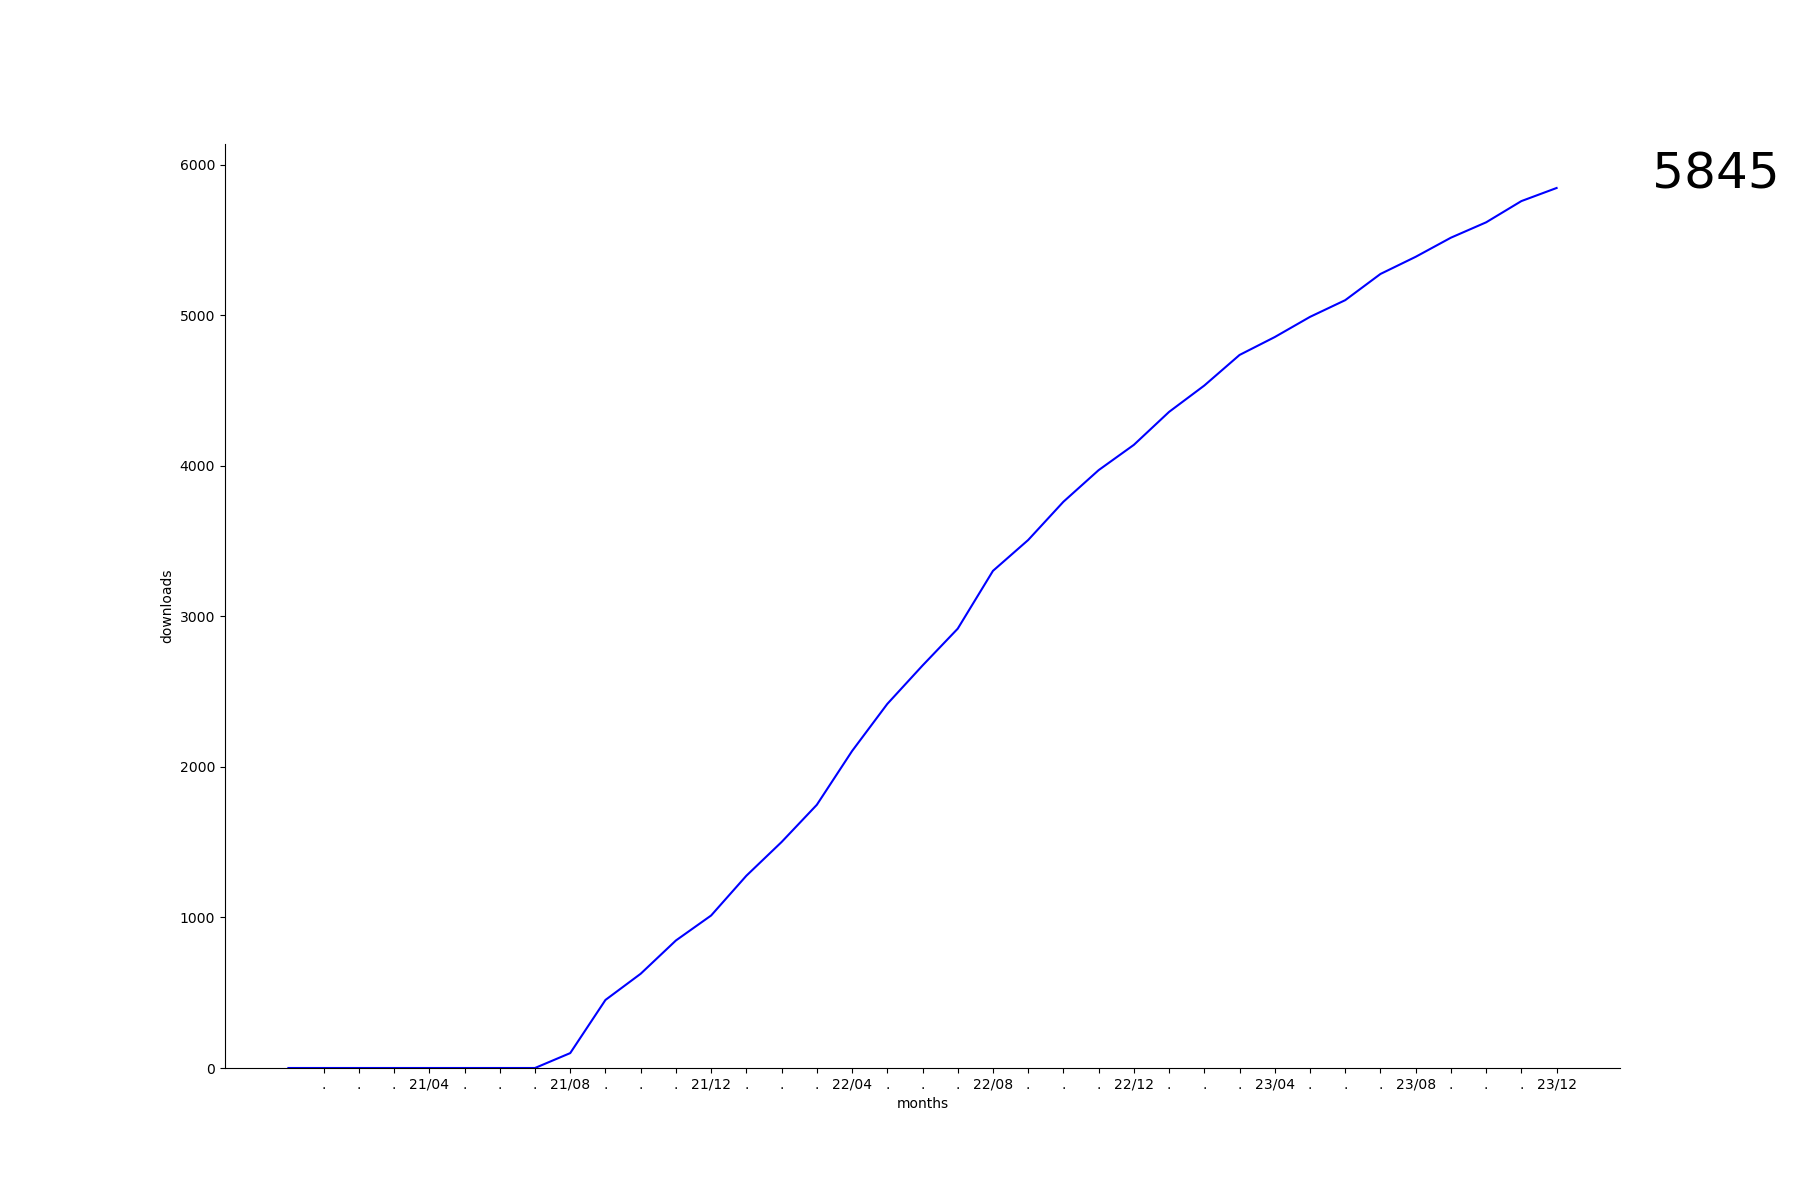 5845
6000
5000
4000
3000
2000
1000
0
downloads
. . . 21/04 . . . 21/08 . . . 21/12 . . . 22/04 . . . 22/08 . . . 22/12 . . . 23/04 . . . 23/08 . . . 23/12
months